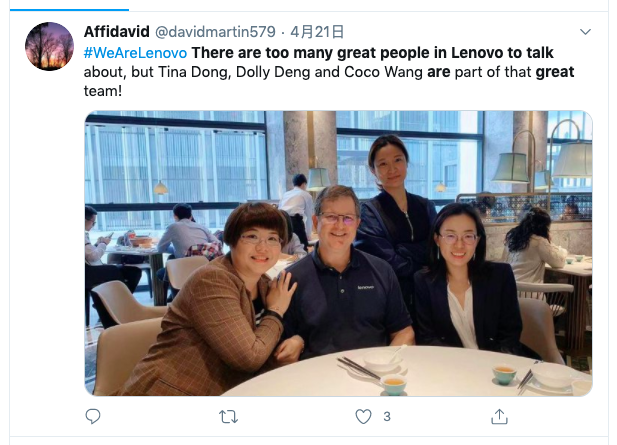 Affidavid @davidmartin579 · 4月21日
#WeAreLenovo There are too many great people in Lenovo to talk
about, but Tina Dong, Dolly Deng and Coco Wang are part of that great
team!
Lenovo
3